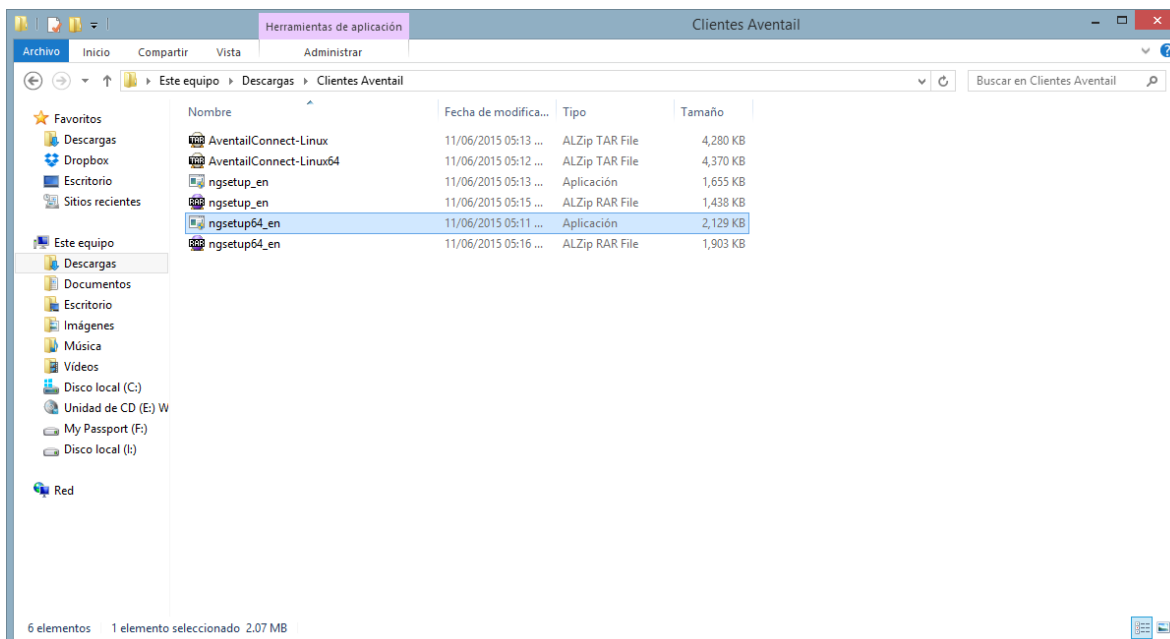 Herramientas de aplicación
Clientes Aventail
Archivo Inicio Compartir Vista Administrar
Este equipo Descargas Clientes Aventail
Buscar en Clientes Aventail
Favoritos
Descargas
Dropbox
Escritorio
Sitios recientes
Este equipo
Descargas
Documentos
Escritorio
Imágenes
Música
Vídeos
Disco local (C:)
Unidad de CD (E:) W
My Passport (F:)
Disco local (I:)
Red
Nombre Fecha de modifica... Tipo Tamaño
AventailConnect-Linux 11/06/2015 05:13 ... ALZip TAR File 4,280 KB
AventailConnect-Linux64 11/06/2015 05:12 ... ALZip TAR File 4,370 KB
ngsetup_en 11/06/2015 05:13 ... Aplicación 1,655 KB
ngsetup_en 11/06/2015 05:15 ... ALZip RAR File 1,438 KB
ngsetup64_en 11/06/2015 05:11 ... Aplicación 2,129 KB
ngsetup64_en 11/06/2015 05:16 ... ALZip RAR File 1,903 KB
6 elementos 1 elemento seleccionado 2.07 MB